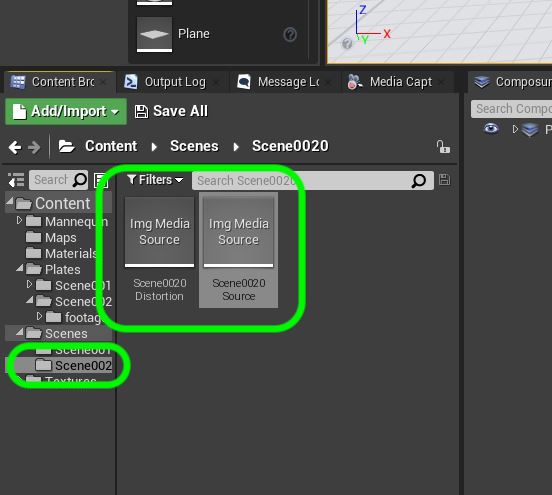 Plane
Z
X
Y
Content Bro
Output Log
Message Lo
Media Capt
Composur
Add/Import
Save All
Search Compo
Content
Scenes
Scene0020
P
Search
Filters
Search Scene0020
Content
Mannequin
Maps
Materials
Plates
Scene001
Scene002
footag
Scenes
Scene001
Scene002
Textures
Img Media
Source
Scene0020
Distortion
Img Media
Source
Scene0020
Source